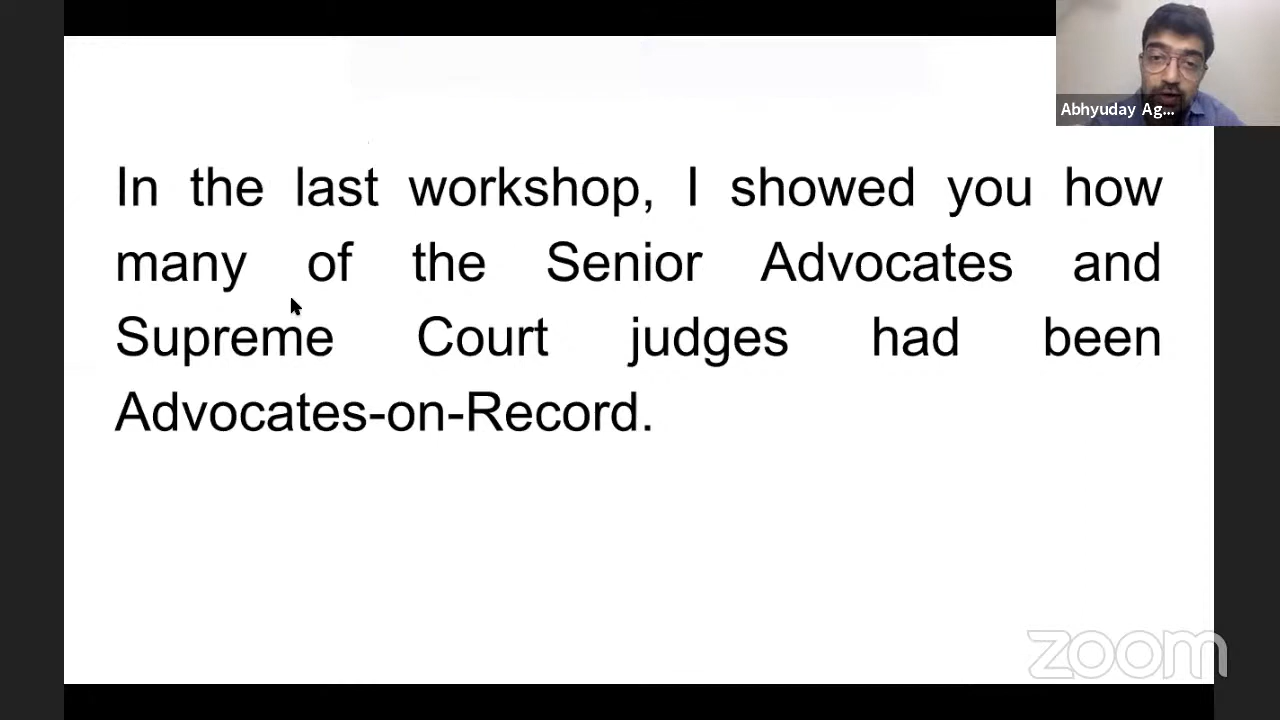 Abhyuday Ag...
In the last workshop, I showed you how
many of the Senior Advocates and
Supreme Court judges had been
Advocates-on-Record.
zoom